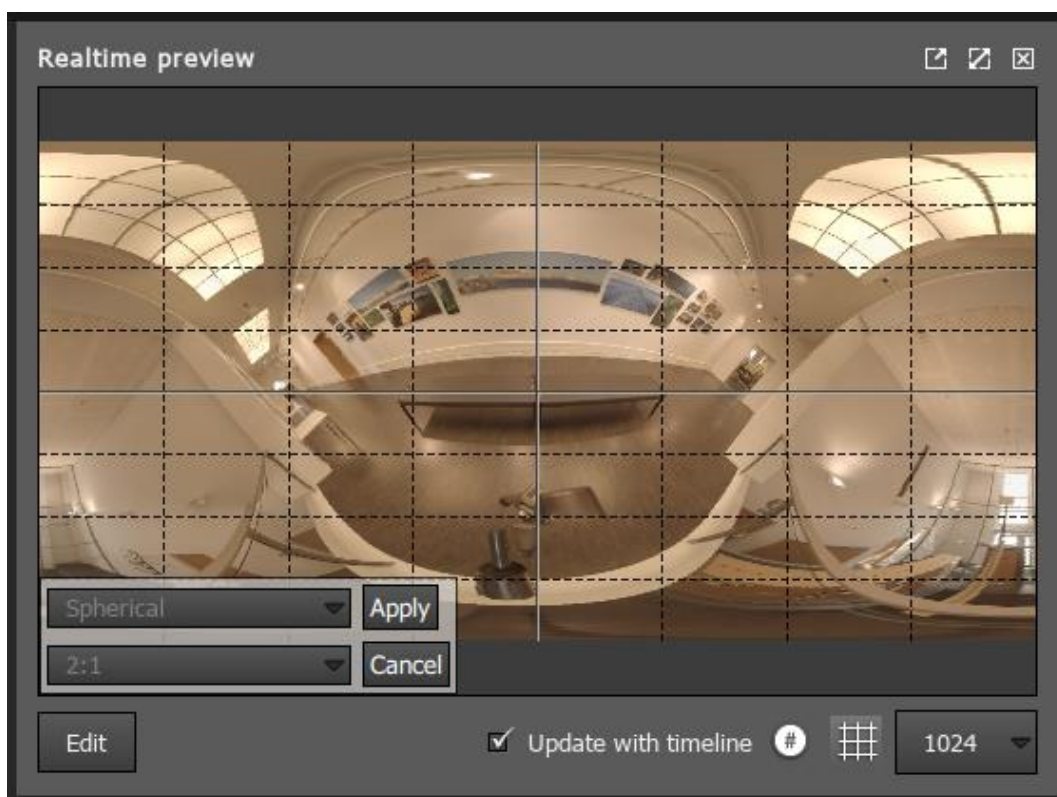 Realtime preview
Spherical
Apply
2:1
Cancel
Edit
Update with timeline
#
1024